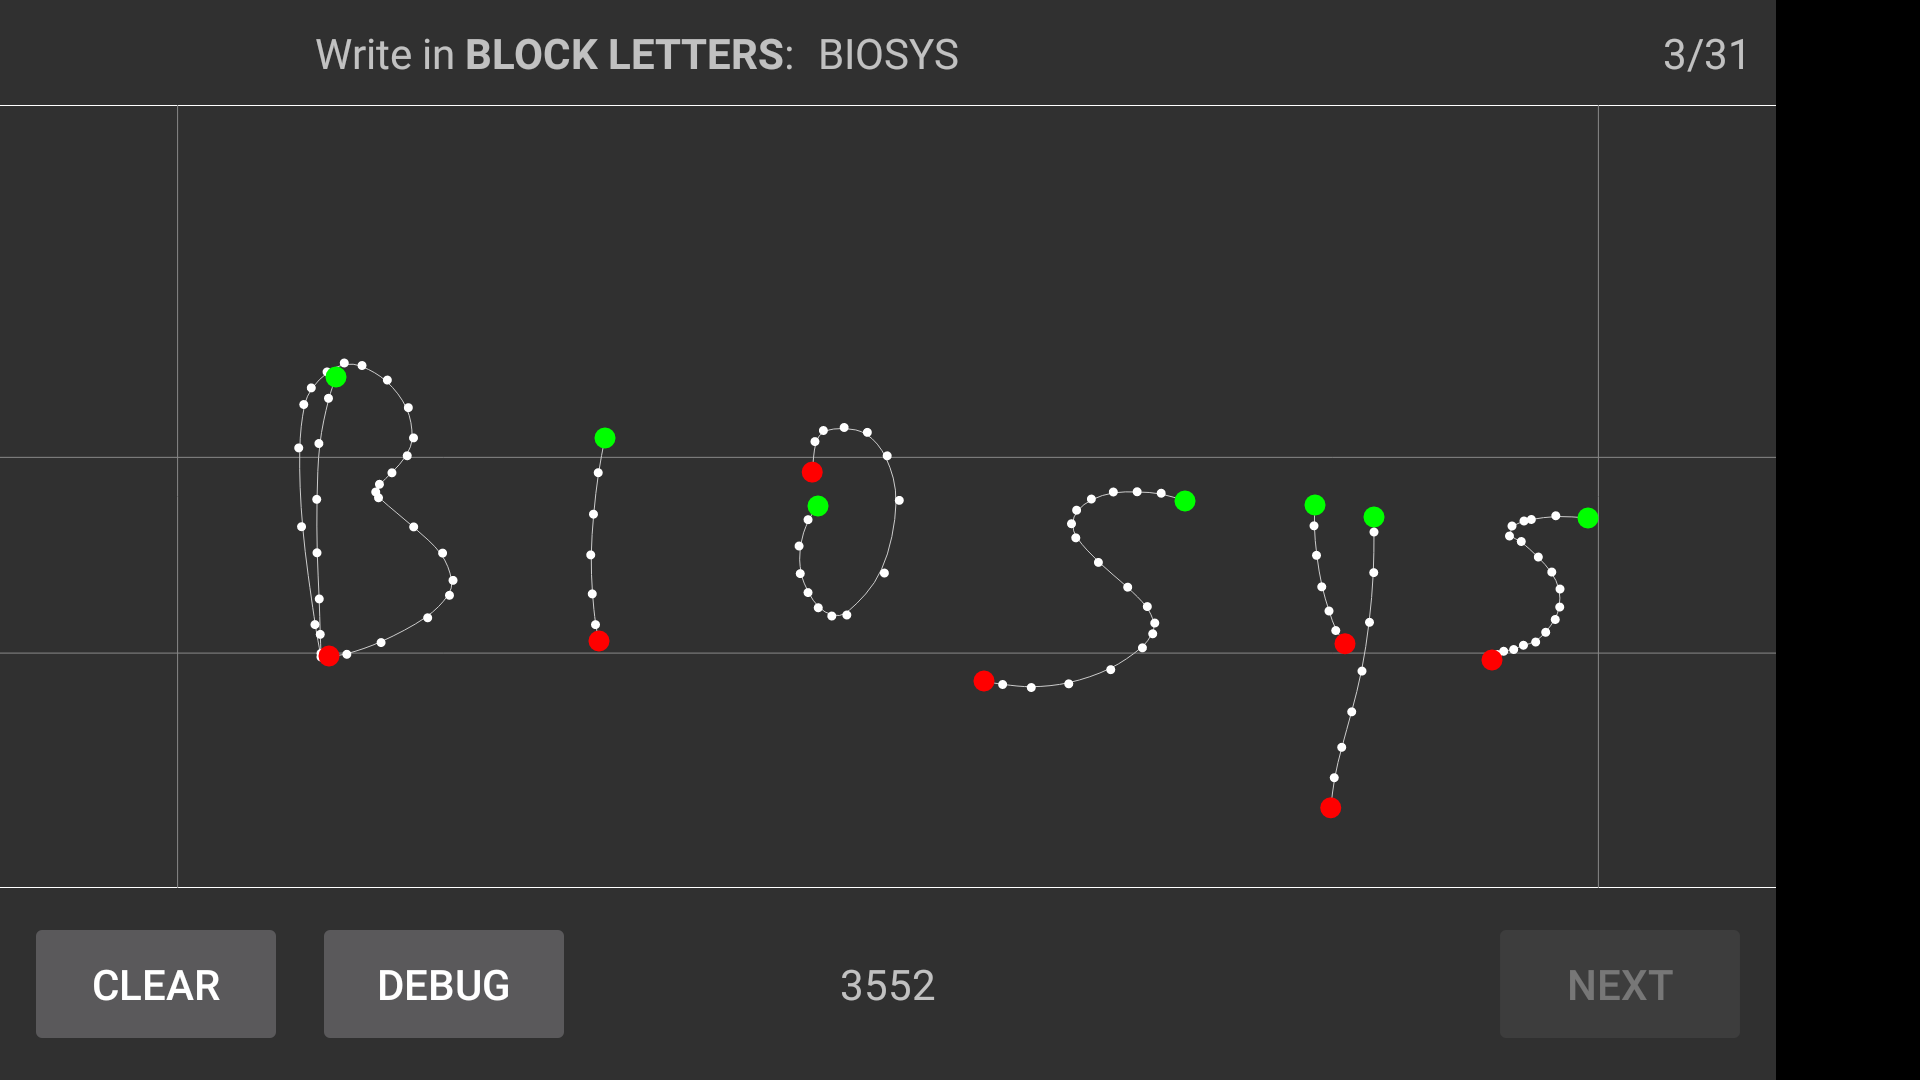 Write in BLOCK LETTERS: BIOSYS 3/31
BIOSYS
CLEAR DEBUG 3552 NEXT